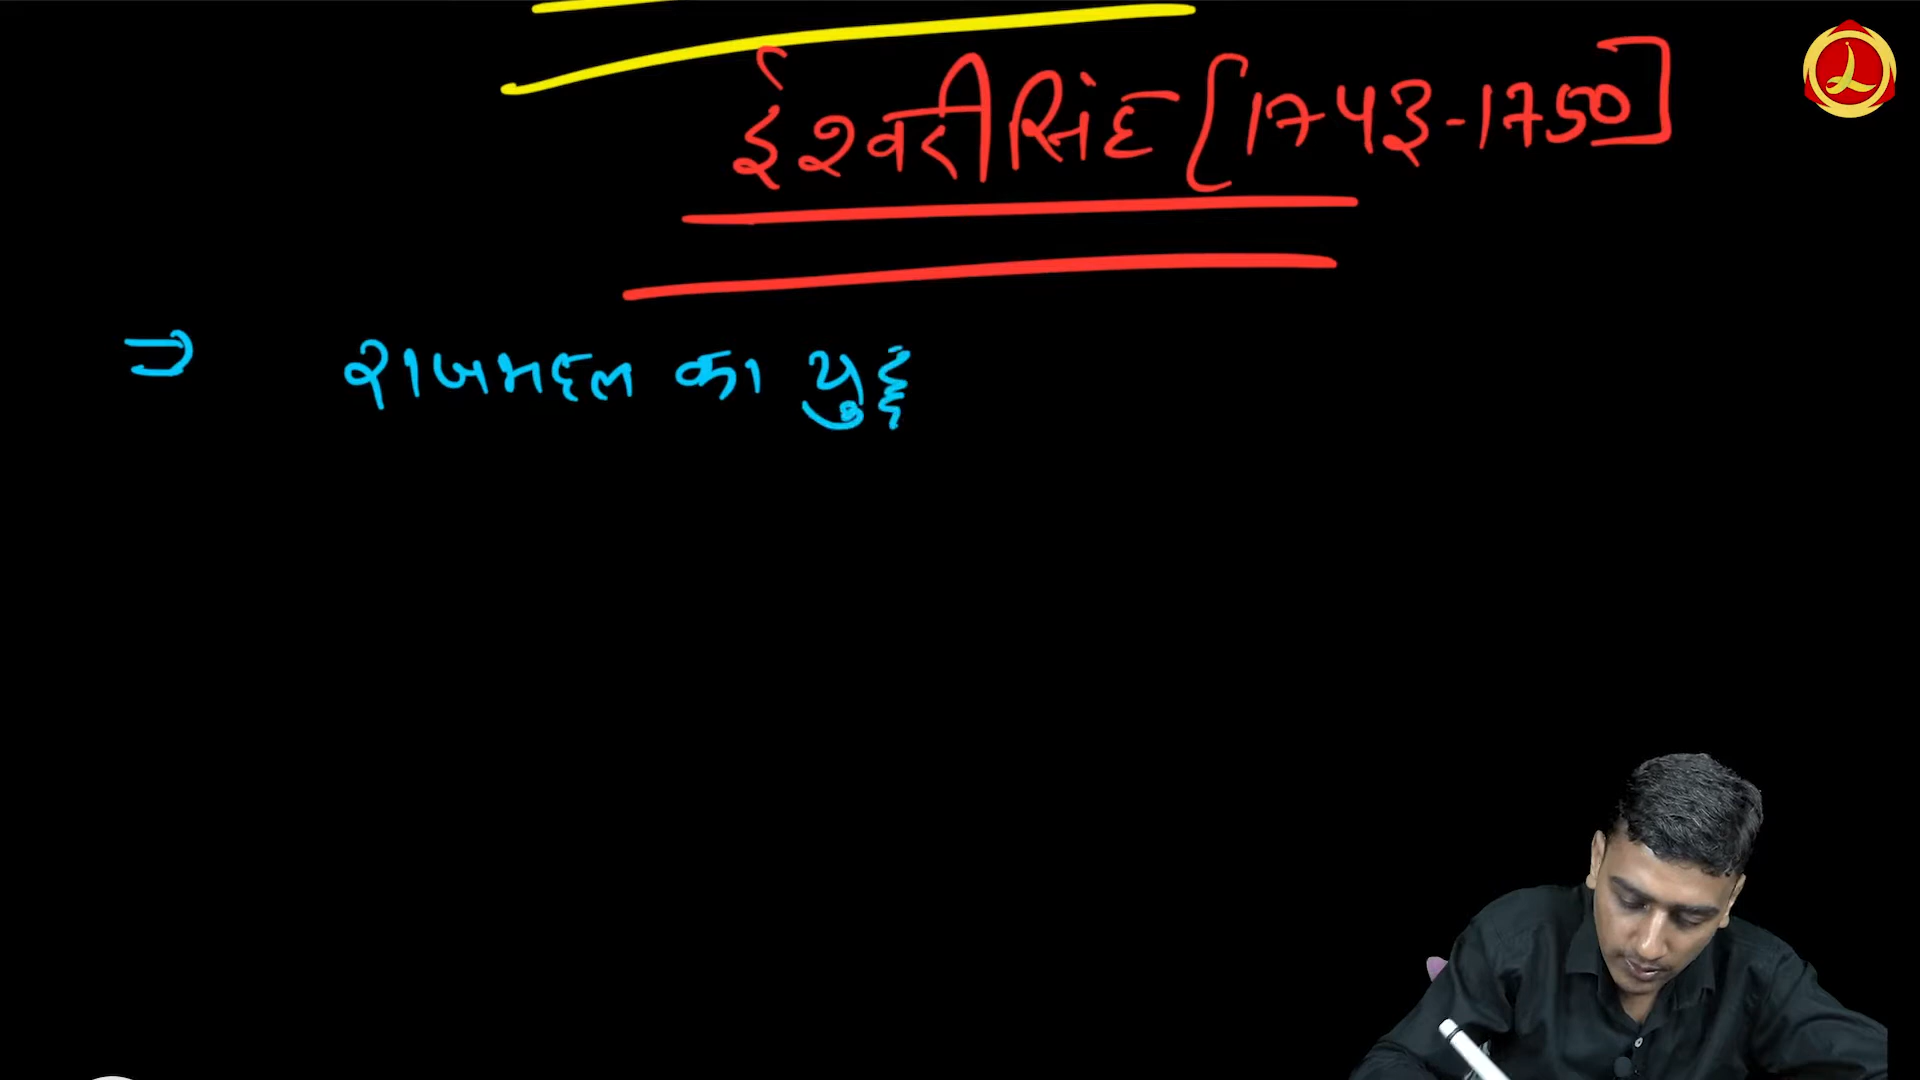 ईश्वरीसिंह [1743-1750]
⇒ राजमहल का युद्ध